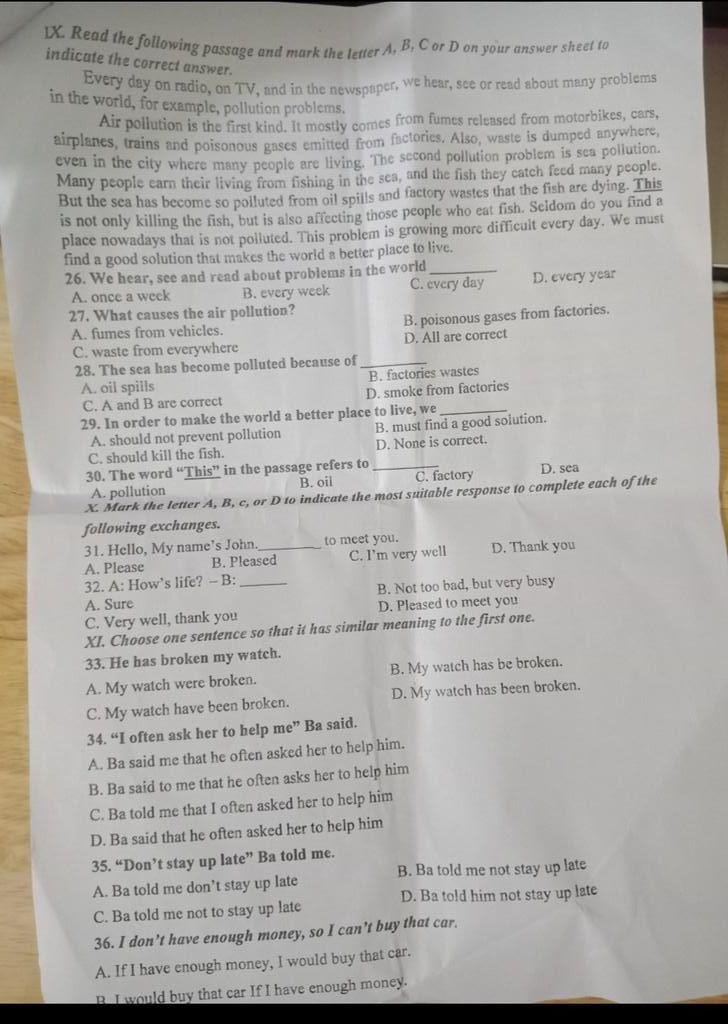 IX. Read the following passage and mark the letter A, B, C or D on your answer sheet to
indicate the correct answer.
Every day on radio, on TV, and in the newspaper, we hear, see or read about many problems
in the world, for example, pollution problems.
Air pollution is the first kind. It mostly comes from fumes released from motorbikes, cars,
airplanes, trains and poisonous gases emitted from factories. Also, waste is dumped anywhere,
even in the city where many people are living. The second pollution problem is sea pollution.
Many people earn their living from fishing in the sea, and the fish they catch feed many people.
But the sea has become so polluted from oil spills and factory wastes that the fish are dying. This
is not only killing the fish, but is also affecting those people who eat fish. Seldom do you find a
place nowadays that is not polluted. This problem is growing more difficult every day. We must
find a good solution that makes the world a better place to live.
26. We hear, see and read about problems in the world ________
A. once a week B. every week C. every day D. every year
27. What causes the air pollution?
A. fumes from vehicles. B. poisonous gases from factories.
C. waste from everywhere D. All are correct
28. The sea has become polluted because of ________
A. oil spills B. factories wastes
C. A and B are correct D. smoke from factories
29. In order to make the world a better place to live, we ________
A. should not prevent pollution B. must find a good solution.
C. should kill the fish. D. None is correct.
30. The word “This” in the passage refers to ________
A. pollution B. oil C. factory D. sea
X. Mark the letter A, B, c, or D to indicate the most suitable response to complete each of the
following exchanges.
31. Hello, My name's John.________ to meet you.
A. Please B. Pleased C. I'm very well D. Thank you
32. A: How's life? – B: ______
A. Sure B. Not too bad, but very busy
C. Very well, thank you D. Pleased to meet you
XI. Choose one sentence so that it has similar meaning to the first one.
33. He has broken my watch.
A. My watch were broken. B. My watch has be broken.
C. My watch have been broken. D. My watch has been broken.
34. “I often ask her to help me” Ba said.
A. Ba said me that he often asked her to help him.
B. Ba said to me that he often asks her to help him
C. Ba told me that I often asked her to help him
D. Ba said that he often asked her to help him
35. “Don't stay up late” Ba told me.
A. Ba told me don't stay up late B. Ba told me not stay up late
C. Ba told me not to stay up late D. Ba told him not stay up late
36. I don't have enough money, so I can't buy that car.
A. If I have enough money, I would buy that car.
B. I would buy that car If I have enough money.